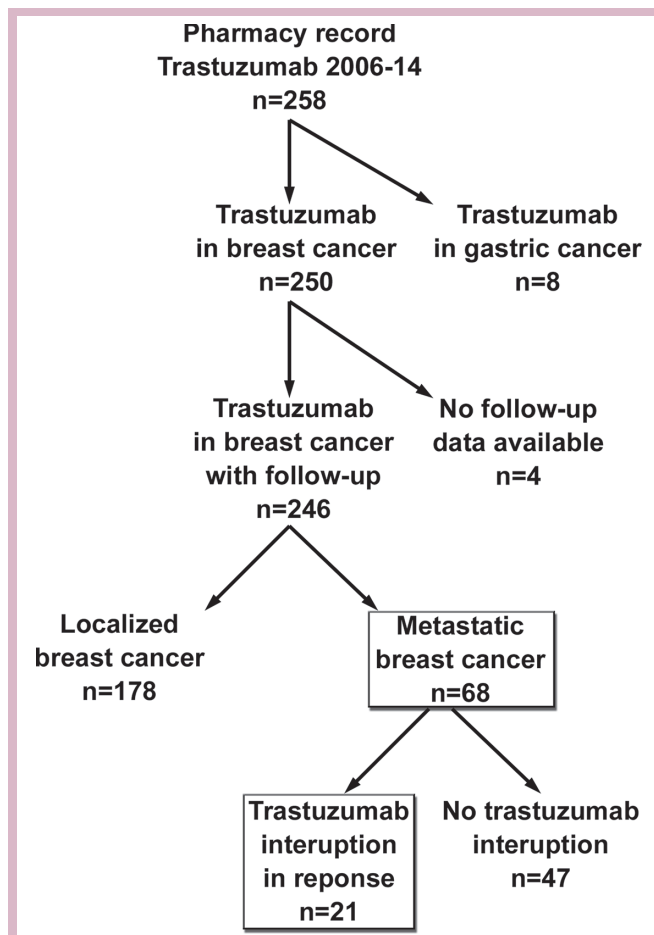 Pharmacy record
Trastuzumab 2006-14
n=258
Trastuzumab
in breast cancer
n=250
Trastuzumab
in gastric cancer
n=8
Trastuzumab
in breast cancer
with follow-up
n=246
No follow-up
data available
n=4
Localized
breast cancer
n=178
Metastatic
breast cancer
n=68
Trastuzumab
interuption
in reponse
n=21
No trastuzumab
interuption
n=47